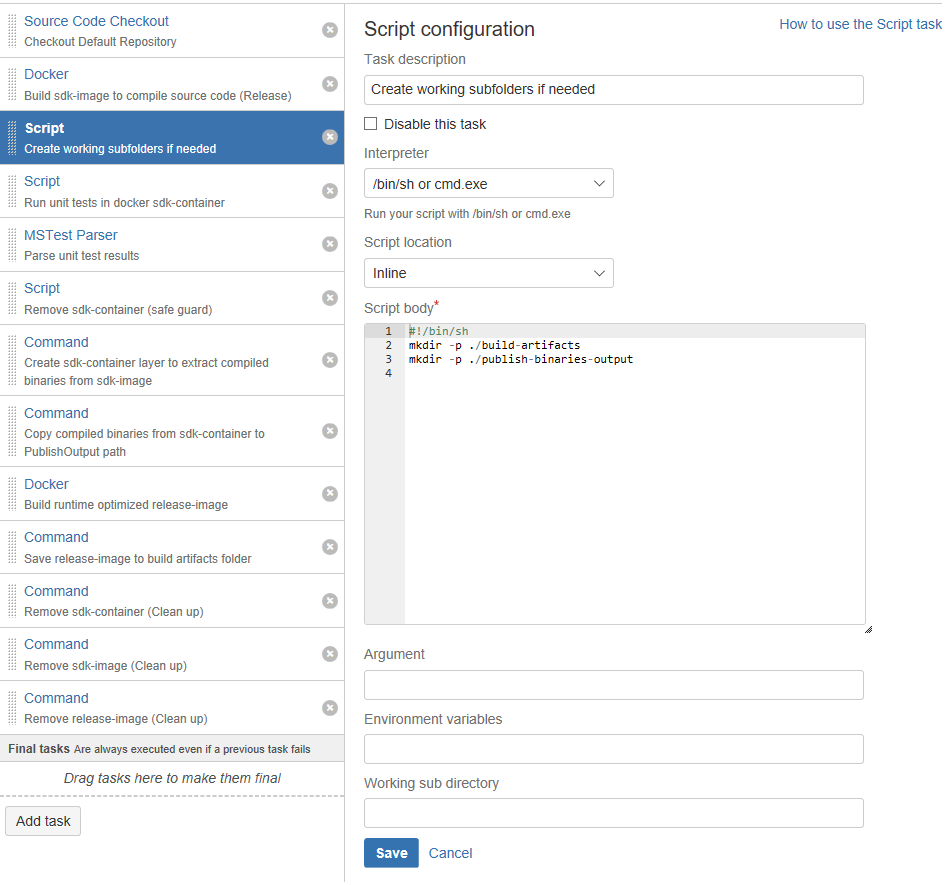 Source Code Checkout
Checkout Default Repository
Docker
Build sdk-image to compile source code (Release)
Script
Create working subfolders if needed
Script
Run unit tests in docker sdk-container
MSTest Parser
Parse unit test results
Script
Remove sdk-container (safe guard)
Command
Create sdk-container layer to extract compiled
binaries from sdk-image
Command
Copy compiled binaries from sdk-container to
PublishOutput path
Docker
Build runtime optimized release-image
Command
Save release-image to build artifacts folder
Command
Remove sdk-container (Clean up)
Command
Remove sdk-image (Clean up)
Command
Remove release-image (Clean up)
Final tasks Are always executed even if a previous task fails
Drag tasks here to make them final
Add task
Script configuration
How to use the Script task
Task description
Create working subfolders if needed
Disable this task
Interpreter
/bin/sh or cmd.exe
Run your script with /bin/sh or cmd.exe
Script location
Inline
Script body*
1 #!/bin/sh
2 mkdir -p ./build-artifacts
3 mkdir -p ./publish-binaries-output
4
Argument
Environment variables
Working sub directory
Save Cancel